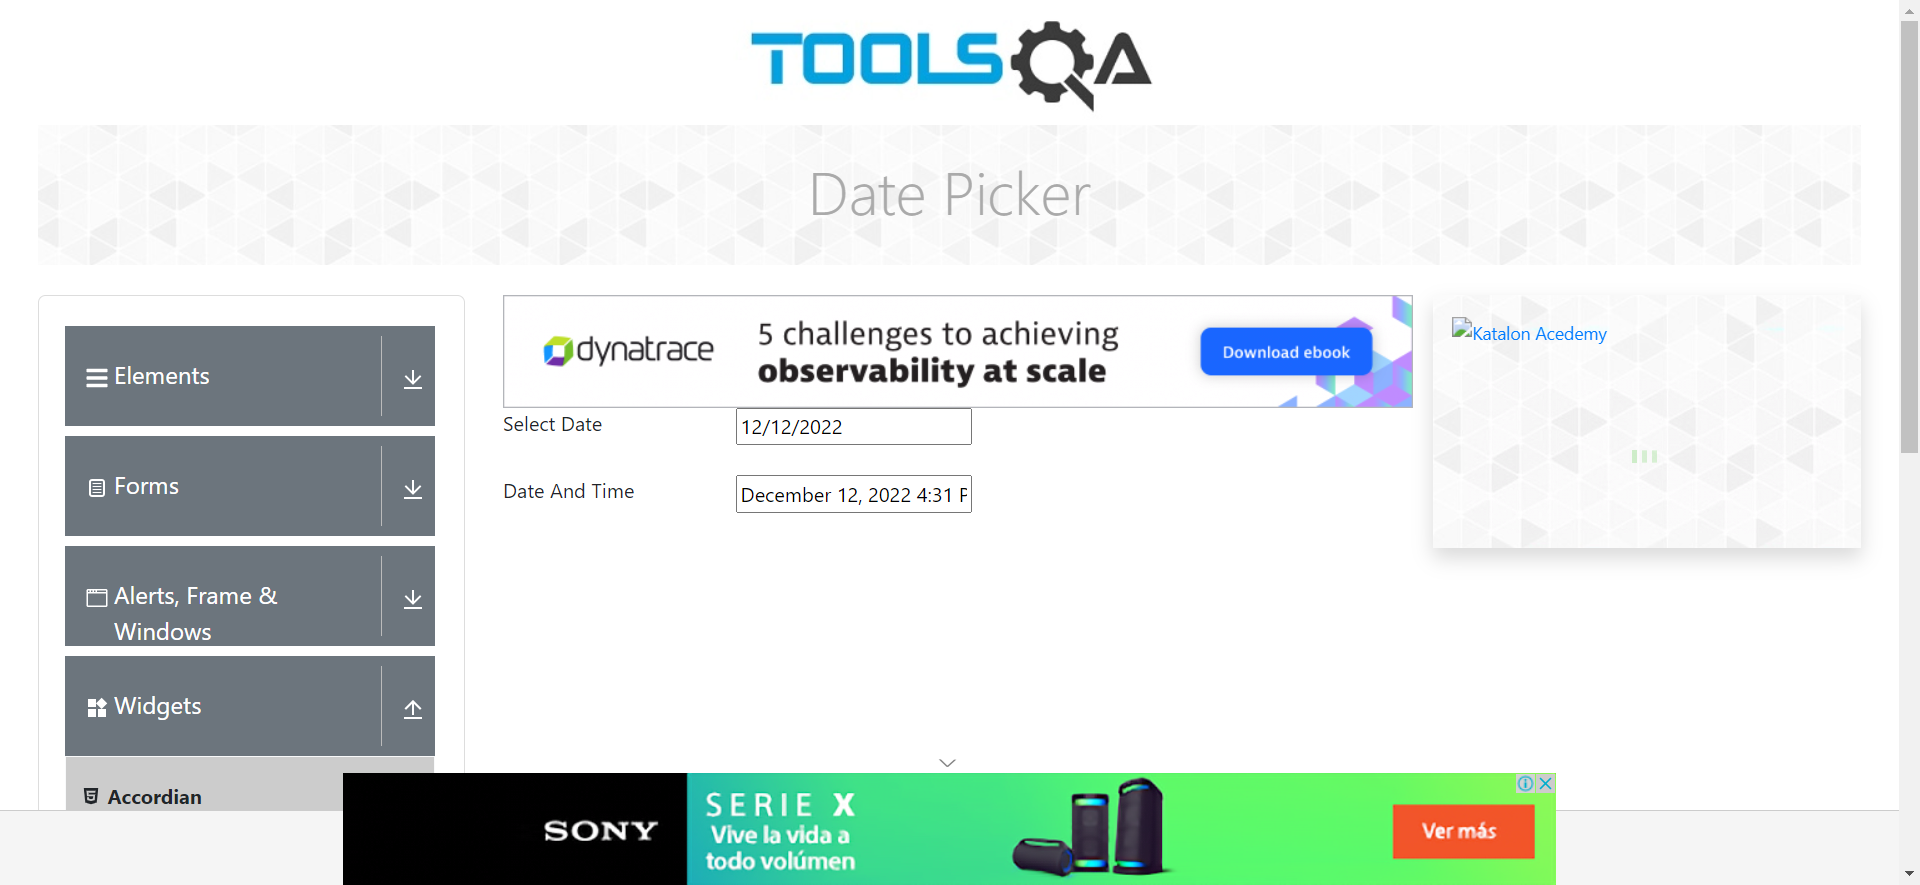 TOOLSQA
Date Picker
Elements
Forms
Alerts, Frame &
Windows
Widgets
Accordian
dynatrace
5 challenges to achieving
observability at scale
Download ebook
Select Date
12/12/2022
Date And Time
December 12, 2022 4:31 P
Katalon Acedemy
SONY
SERIE X
Vive la vida a
todo volúmen
Ver más